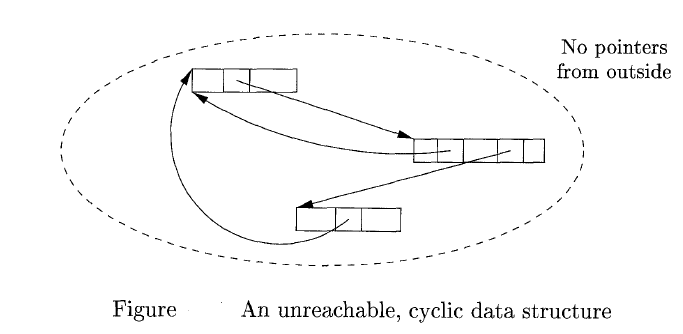 No pointers
from outside
Figure An unreachable, cyclic data structure